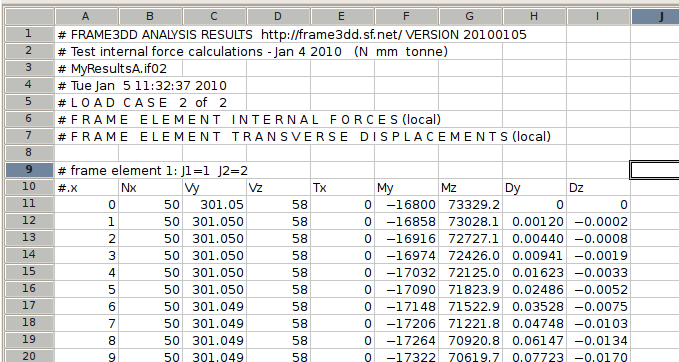 A B C D E F G H I J
1 # FRAME3DD ANALYSIS RESULTS http://frame3dd.sf.net/ VERSION 20100105
2 # Test internal force calculations - Jan 4 2010 (N mm tonne)
3 # MyResultsA.if02
4 # Tue Jan 5 11:32:37 2010
5 # L O A D C A S E 2 of 2
6 # F R A M E E L E M E N T I N T E R N A L F O R C E S (local)
7 # F R A M E E L E M E N T T R A N S V E R S E D I S P L A C E M E N T S (local)
8
9 # frame element 1: J1=1 J2=2
10 #.x Nx Vy Vz Tx My Mz Dy Dz
11 0 50 301.05 58 0 −16800 73329.2 0 0
12 1 50 301.050 58 0 −16858 73028.1 0.00120 −0.0002
13 2 50 301.050 58 0 −16916 72727.1 0.00440 −0.0008
14 3 50 301.050 58 0 −16974 72426.0 0.00941 −0.0019
15 4 50 301.050 58 0 −17032 72125.0 0.01623 −0.0033
16 5 50 301.050 58 0 −17090 71823.9 0.02486 −0.0052
17 6 50 301.049 58 0 −17148 71522.9 0.03528 −0.0075
18 7 50 301.049 58 0 −17206 71221.8 0.04748 −0.0103
19 8 50 301.049 58 0 −17264 70920.8 0.06147 −0.0134
20 9 50 301.049 58 0 −17322 70619.7 0.07723 −0.0170